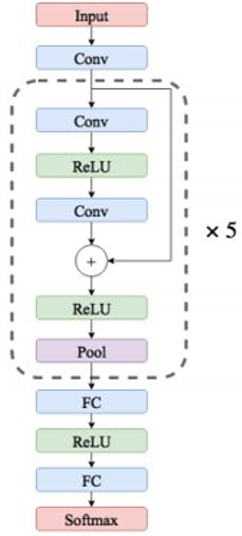 Input
Conv
Conv
ReLU
Conv
+
× 5
ReLU
Pool
FC
ReLU
FC
Softmax